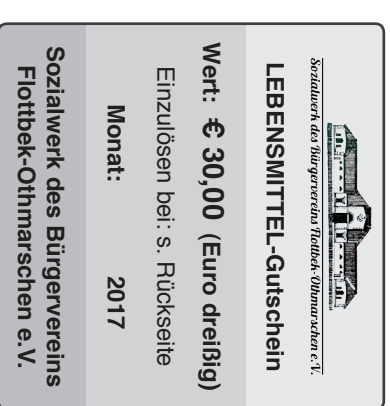 Sozialwerk des Bürgervereins Flottbek-Othmarschen e.V.
LEBENSMITTEL-Gutschein
Wert: € 30,00 (Euro dreißig)
Einzulösen bei: s. Rückseite
Monat: 2017
Sozialwerk des Bürgervereins
Flottbek-Othmarschen e.V.